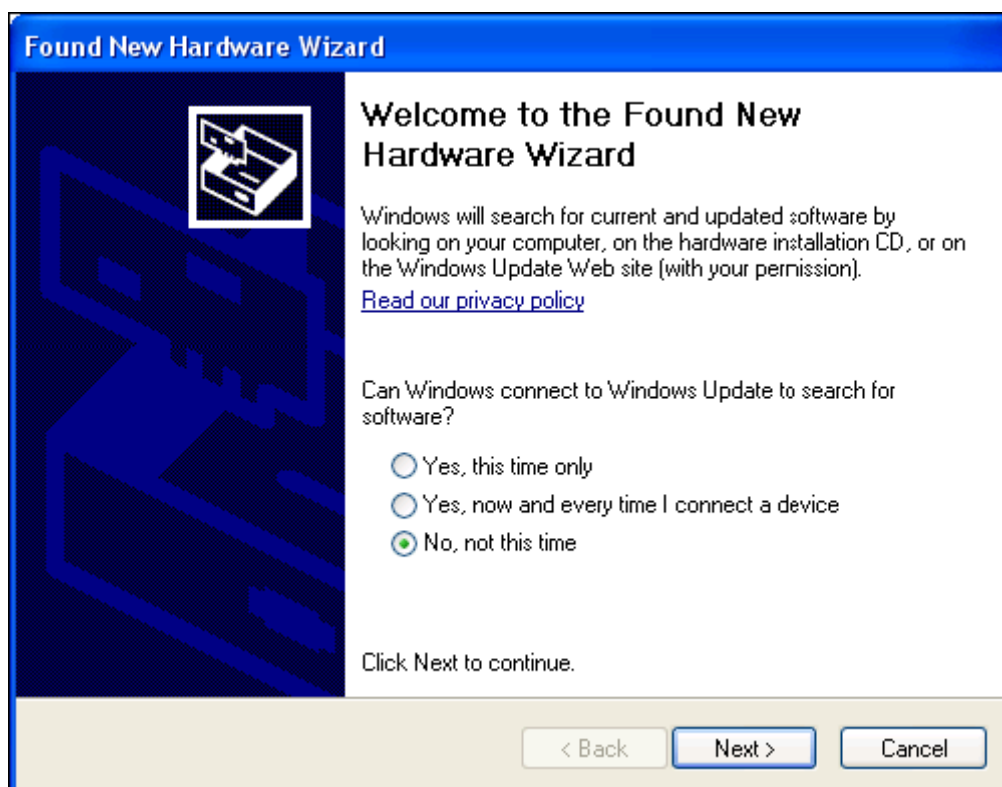 Found New Hardware Wizard
Welcome to the Found New
Hardware Wizard
Windows will search for current and updated software by
looking on your computer, on the hardware installation CD, or on
the Windows Update Web site (with your permission).
Read our privacy policy
Can Windows connect to Windows Update to search for
software?
Yes, this time only
Yes, now and every time I connect a device
No, not this time
Click Next to continue.
< Back
Next >
Cancel